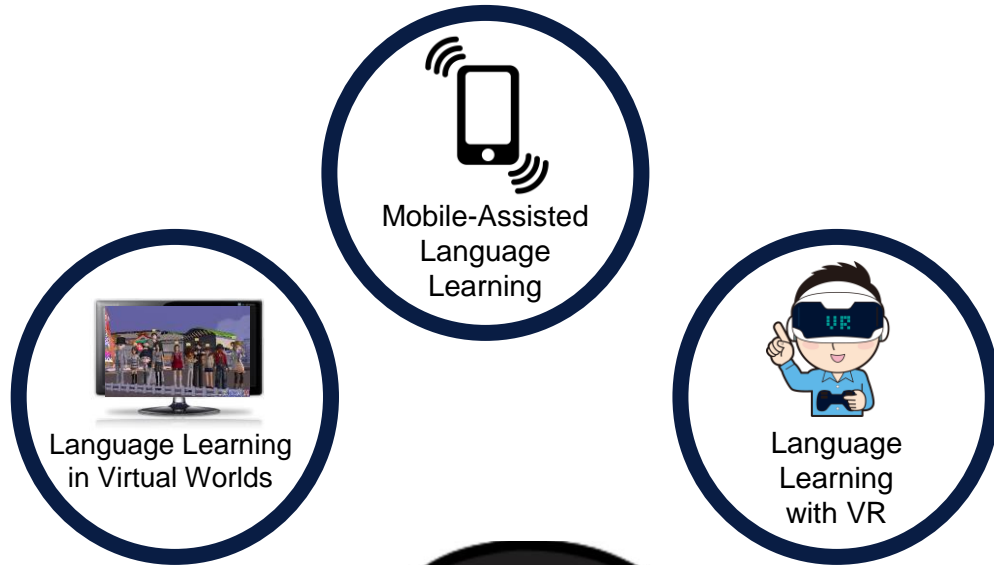 Mobile-Assisted
Language
Learning
Language Learning
in Virtual Worlds
VR
Language
Learning
with VR